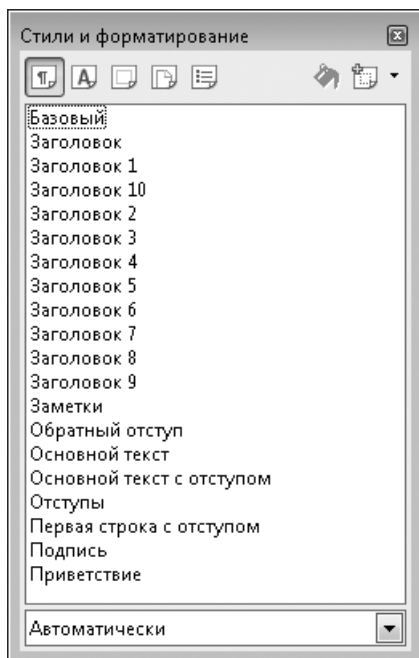 Стили и форматирование
Базовый
Заголовок
Заголовок 1
Заголовок 10
Заголовок 2
Заголовок 3
Заголовок 4
Заголовок 5
Заголовок 6
Заголовок 7
Заголовок 8
Заголовок 9
Заметки
Обратный отступ
Основной текст
Основной текст с отступом
Отступы
Первая строка с отступом
Подпись
Приветствие
Автоматически